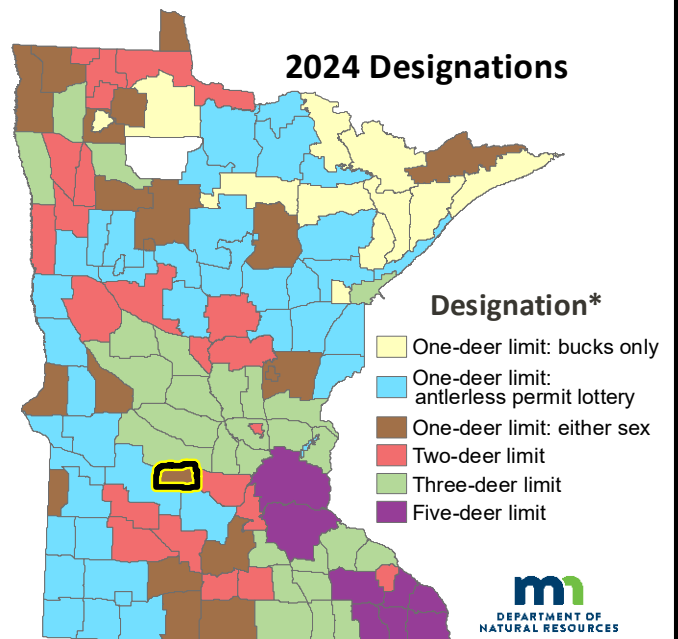 2024 Designations
Designation*
One-deer limit: bucks only
One-deer limit:
antlerless permit lottery
One-deer limit: either sex
Two-deer limit
Three-deer limit
Five-deer limit
mn
DEPARTMENT OF
NATURAL RESOURCES